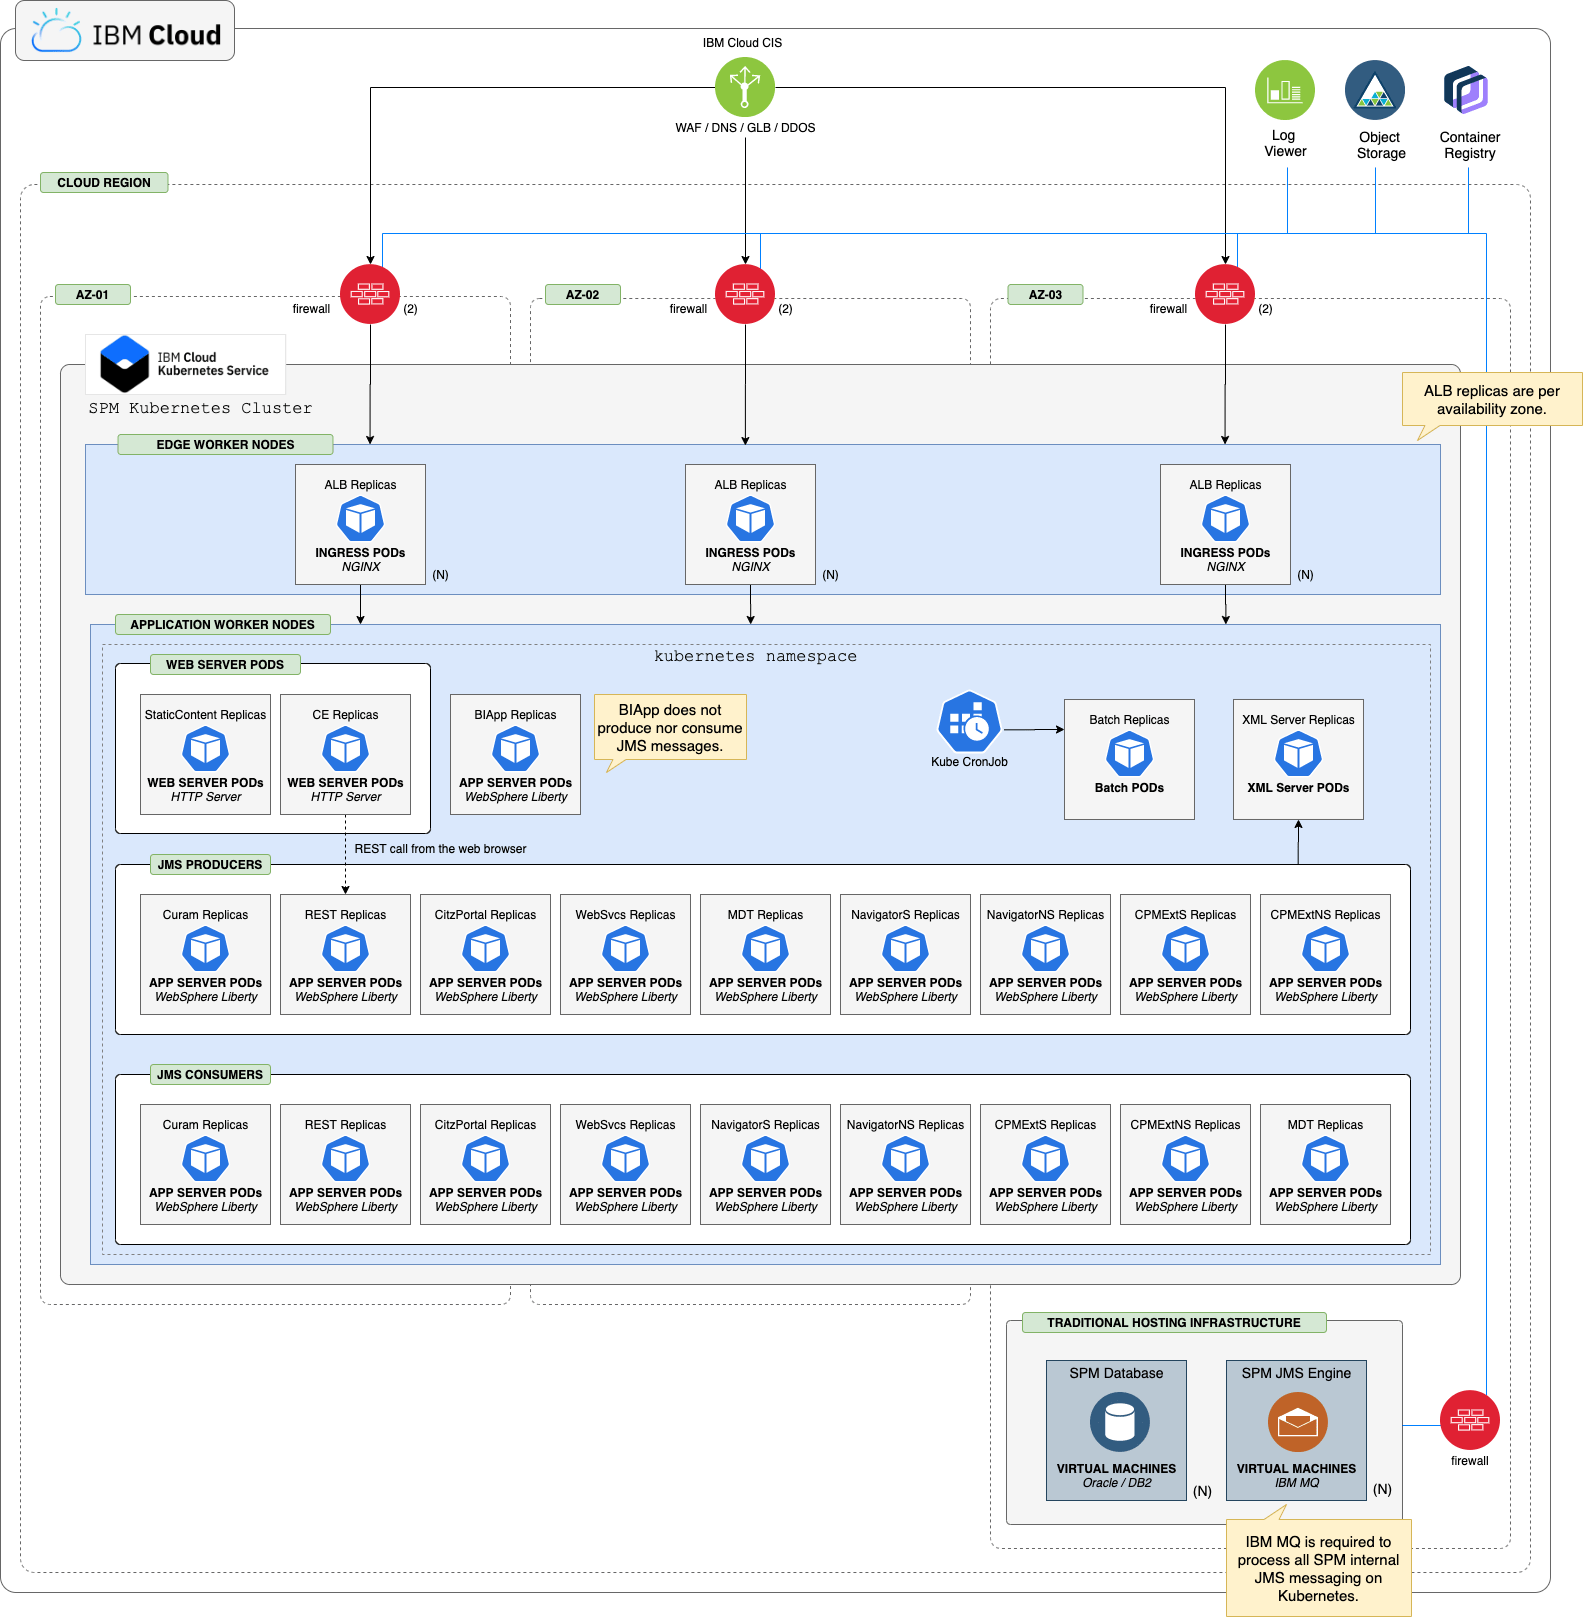 IBM Cloud
IBM Cloud CIS
WAF / DNS / GLB / DDOS
Log
Viewer
Object
Storage
Container
Registry
CLOUD REGION
AZ-01
firewall
(2)
AZ-02
firewall
(2)
AZ-03
firewall
(2)
IBM Cloud
Kubernetes Service
SPM Kubernetes Cluster
ALB replicas are per
availability zone.
EDGE WORKER NODES
ALB Replicas
INGRESS PODs
NGINX
(N)
ALB Replicas
INGRESS PODs
NGINX
(N)
ALB Replicas
INGRESS PODs
NGINX
(N)
APPLICATION WORKER NODES
kubernetes namespace
WEB SERVER PODS
StaticContent Replicas
WEB SERVER PODs
HTTP Server
CE Replicas
WEB SERVER PODs
HTTP Server
BIApp Replicas
APP SERVER PODs
WebSphere Liberty
BIApp does not
produce nor consume
JMS messages.
Kube CronJob
Batch Replicas
Batch PODs
XML Server Replicas
XML Server PODs
REST call from the web browser
JMS PRODUCERS
Curam Replicas
APP SERVER PODs
WebSphere Liberty
REST Replicas
APP SERVER PODs
WebSphere Liberty
CitzPortal Replicas
APP SERVER PODs
WebSphere Liberty
WebSvcs Replicas
APP SERVER PODs
WebSphere Liberty
MDT Replicas
APP SERVER PODs
WebSphere Liberty
NavigatorS Replicas
APP SERVER PODs
WebSphere Liberty
NavigatorNS Replicas
APP SERVER PODs
WebSphere Liberty
CPMExtS Replicas
APP SERVER PODs
WebSphere Liberty
CPMExtNS Replicas
APP SERVER PODs
WebSphere Liberty
JMS CONSUMERS
Curam Replicas
APP SERVER PODs
WebSphere Liberty
REST Replicas
APP SERVER PODs
WebSphere Liberty
CitzPortal Replicas
APP SERVER PODs
WebSphere Liberty
WebSvcs Replicas
APP SERVER PODs
WebSphere Liberty
NavigatorS Replicas
APP SERVER PODs
WebSphere Liberty
NavigatorNS Replicas
APP SERVER PODs
WebSphere Liberty
CPMExtS Replicas
APP SERVER PODs
WebSphere Liberty
CPMExtNS Replicas
APP SERVER PODs
WebSphere Liberty
MDT Replicas
APP SERVER PODs
WebSphere Liberty
TRADITIONAL HOSTING INFRASTRUCTURE
SPM Database
VIRTUAL MACHINES
Oracle / DB2
(N)
SPM JMS Engine
VIRTUAL MACHINES
IBM MQ
(N)
firewall
IBM MQ is required to
process all SPM internal
JMS messaging on
Kubernetes.